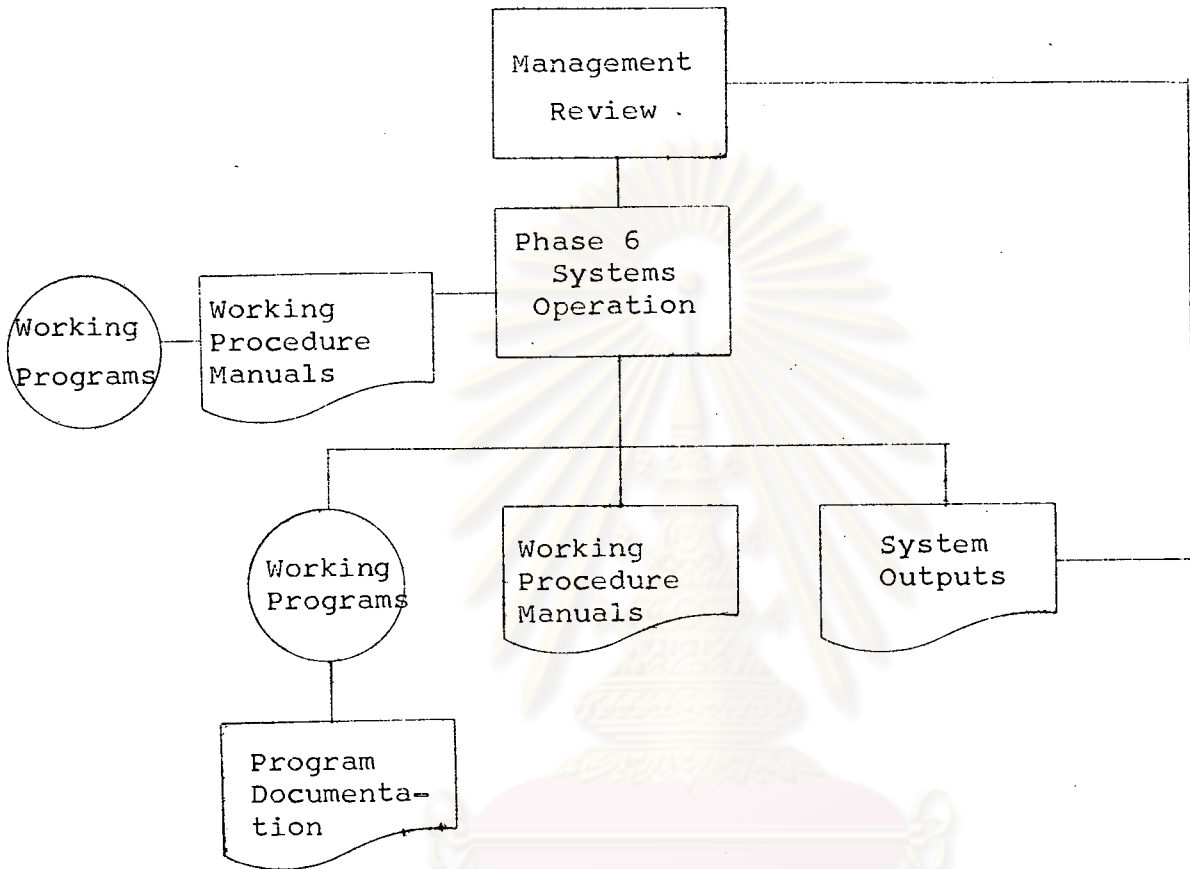 Management
Review
Phase 6
Systems
Operation
Working
Programs
Working
Procedure
Manuals
Working
Programs
Working
Procedure
Manuals
System
Outputs
Program
Documenta-
tion